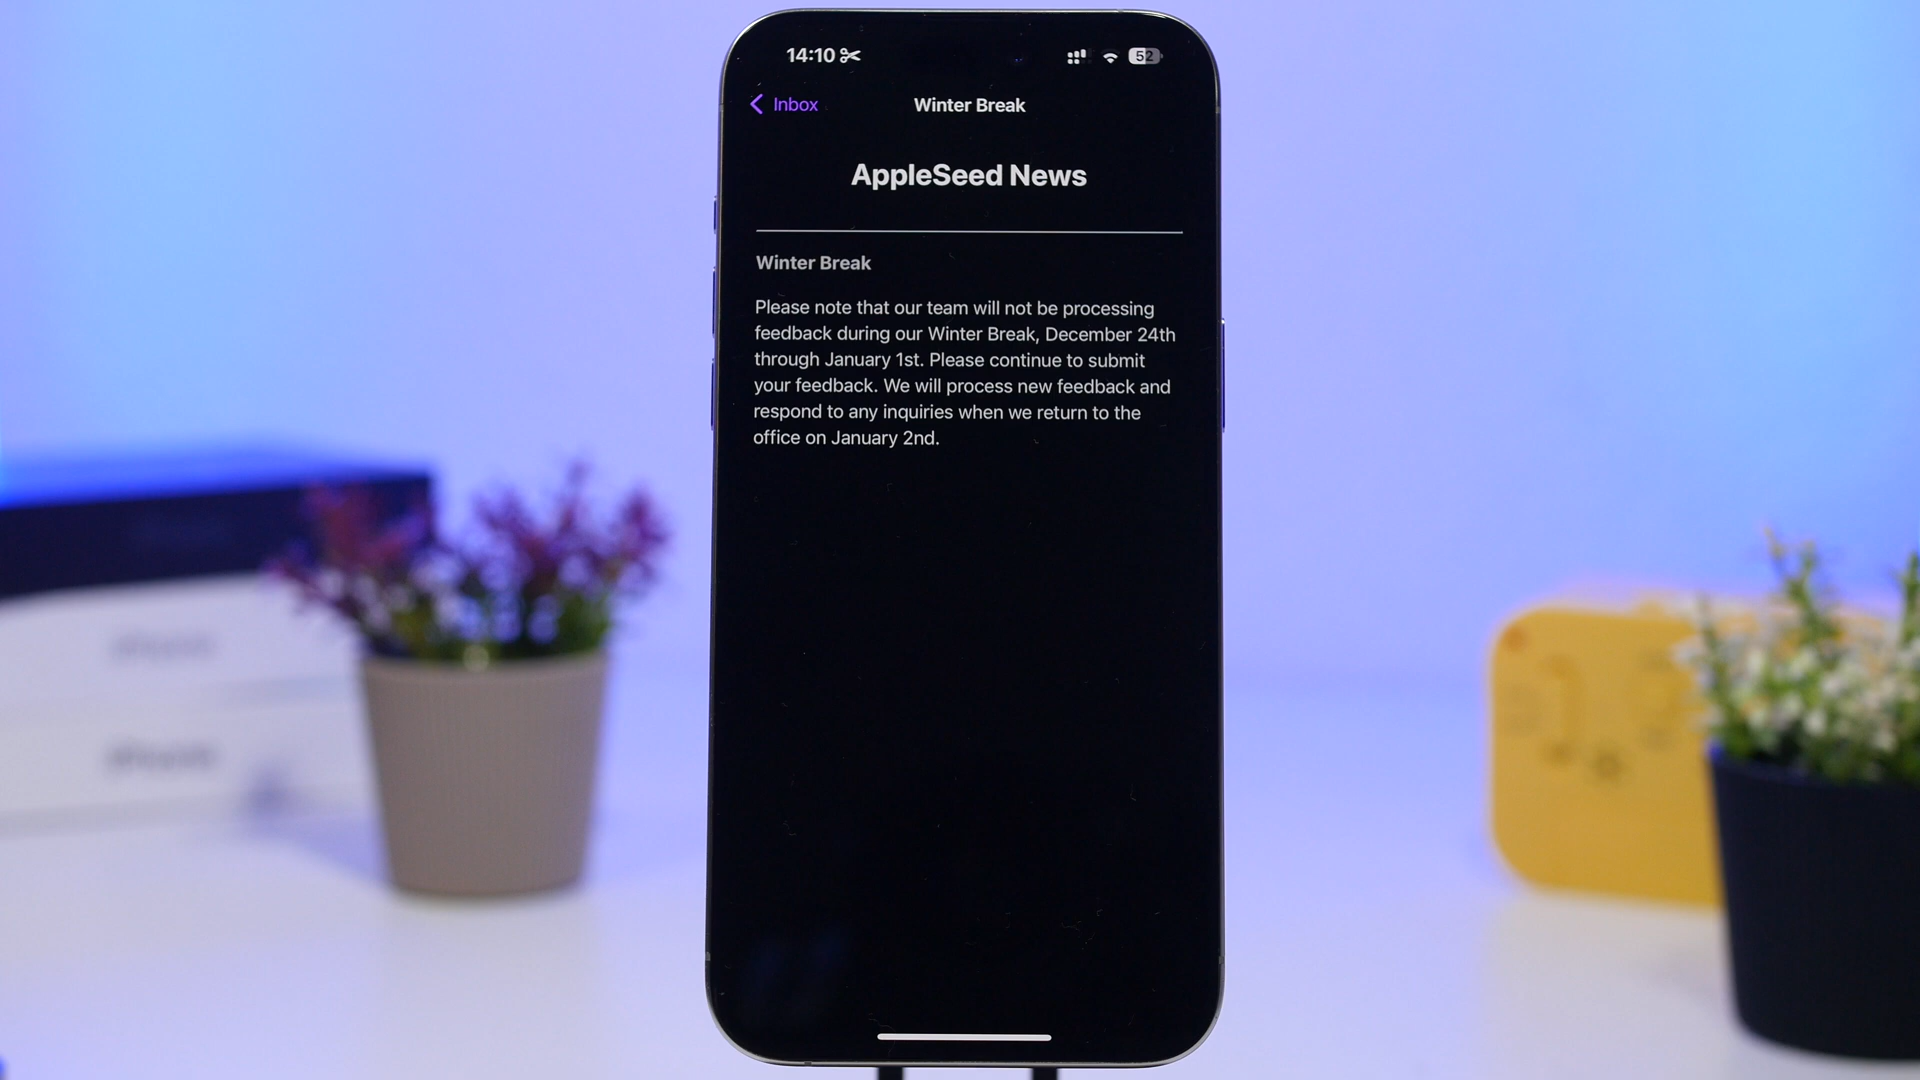 14:10
52
Inbox
Winter Break
AppleSeed News
Winter Break
Please note that our team will not be processing
feedback during our Winter Break, December 24th
through January 1st. Please continue to submit
your feedback. We will process new feedback and
respond to any inquiries when we return to the
office on January 2nd.